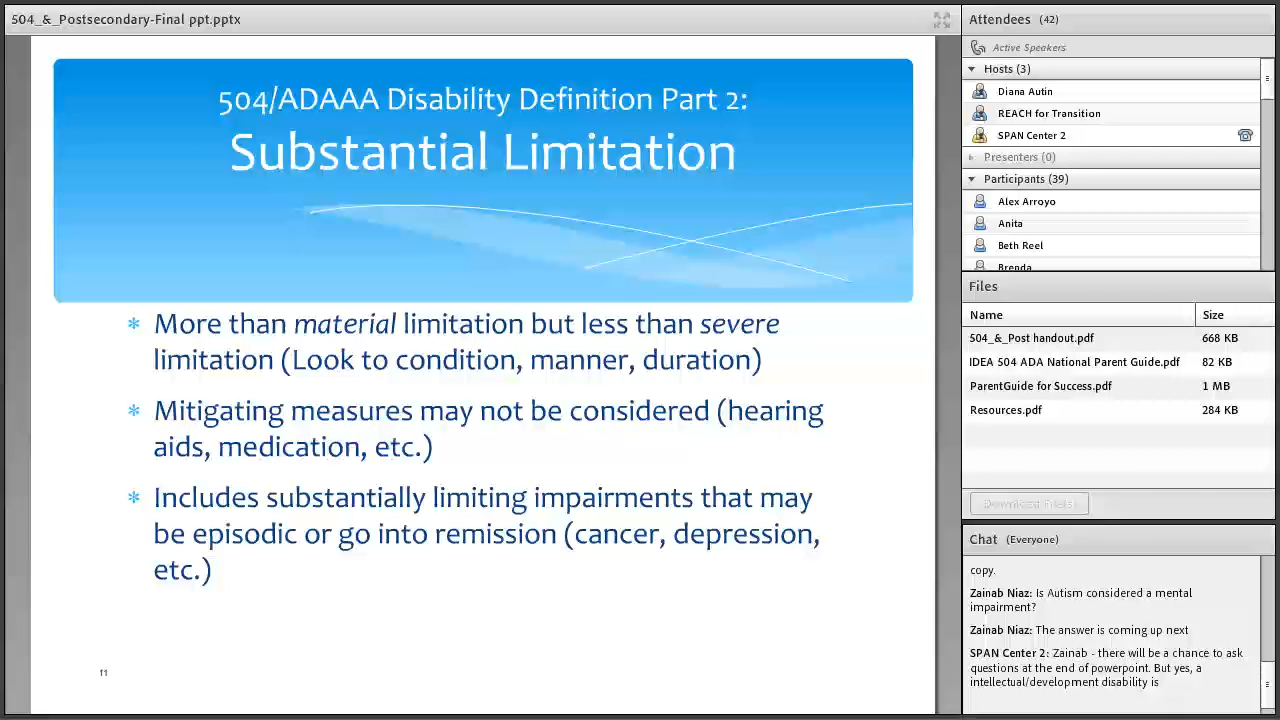 504_&_Postsecondary-Final ppt.pptx
504/ADAAA Disability Definition Part 2:
Substantial Limitation
* More than material limitation but less than severe
limitation (Look to condition, manner, duration)
* Mitigating measures may not be considered (hearing
aids, medication, etc.)
* Includes substantially limiting impairments that may
be episodic or go into remission (cancer, depression,
etc.)
11
Attendees (42)
Active Speakers
Hosts (3)
Diana Autin
REACH for Transition
SPAN Center 2
Presenters (0)
Participants (39)
Alex Arroyo
Anita
Beth Reel
Brenda
Files
Name Size
504_&_Post handout.pdf 668 KB
IDEA 504 ADA National Parent Guide.pdf 82 KB
ParentGuide for Success.pdf 1 MB
Resources.pdf 284 KB
Download File(s)
Chat (Everyone)
copy.
Zainab Niaz: Is Autism considered a mental
impairment?
Zainab Niaz: The answer is coming up next
SPAN Center 2: Zainab - there will be a chance to ask
questions at the end of powerpoint. But yes, a
intellectual/development disability is